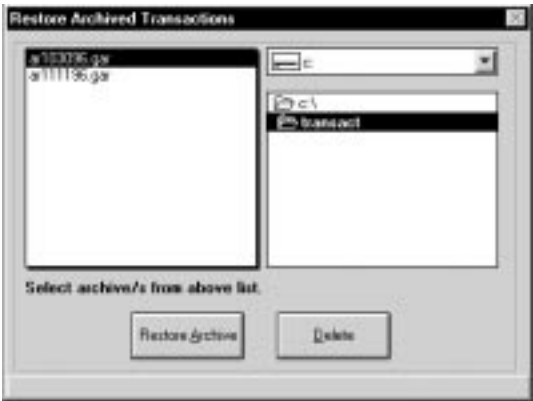 Restore Archived Transactions
ar103096.gar
ar111196.gar
c:
c:\
transact
Select archive/s from above list.
Restore Archive
Delete